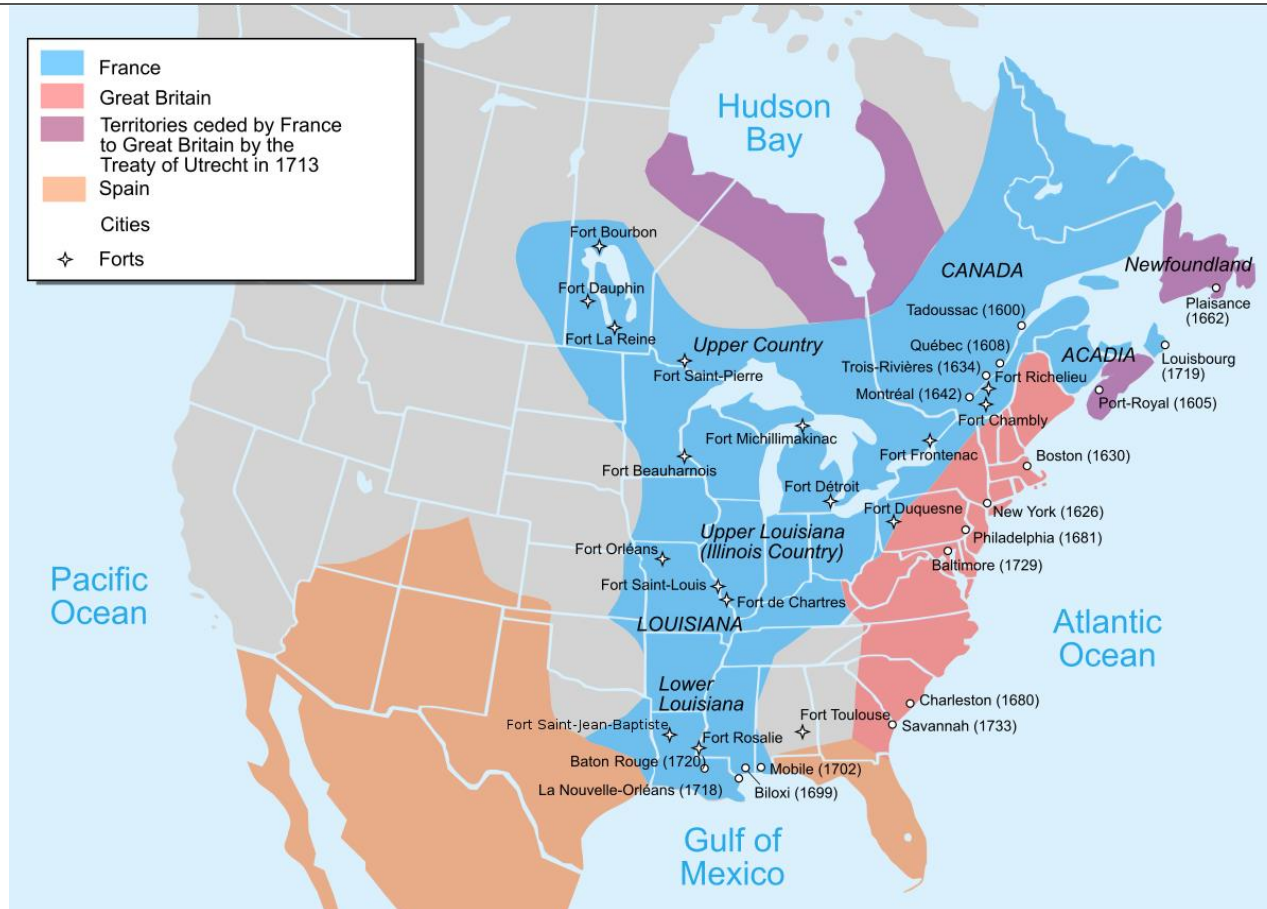 France
Great Britain
Territories ceded by France
to Great Britain by the
Treaty of Utrecht in 1713
Spain
Cities
Forts
Hudson
Bay
Fort Bourbon
CANADA
Newfoundland
Fort Dauphin
Plaisance
(1662)
Tadoussac (1600)
Fort La Reine
Upper Country
Québec (1608)
ACADIA
Louisbourg
(1719)
Trois-Rivières (1634)
Fort Richelieu
Fort Saint-Pierre
Montréal (1642)
Port-Royal (1605)
Fort Chambly
Fort Michillimakinac
Fort Frontenac
Boston (1630)
Fort Beauharnois
Fort Détroit
Fort Duquesne
New York (1626)
Upper Louisiana
(Illinois Country)
Philadelphia (1681)
Fort Orléans
Baltimore (1729)
Pacific
Ocean
Fort Saint-Louis
Fort de Chartres
LOUISIANA
Atlantic
Ocean
Lower
Louisiana
Charleston (1680)
Fort Saint-Jean-Baptiste
Fort Toulouse
Savannah (1733)
Fort Rosalie
Baton Rouge (1720)
Mobile (1702)
La Nouvelle-Orléans (1718)
Biloxi (1699)
Gulf of
Mexico